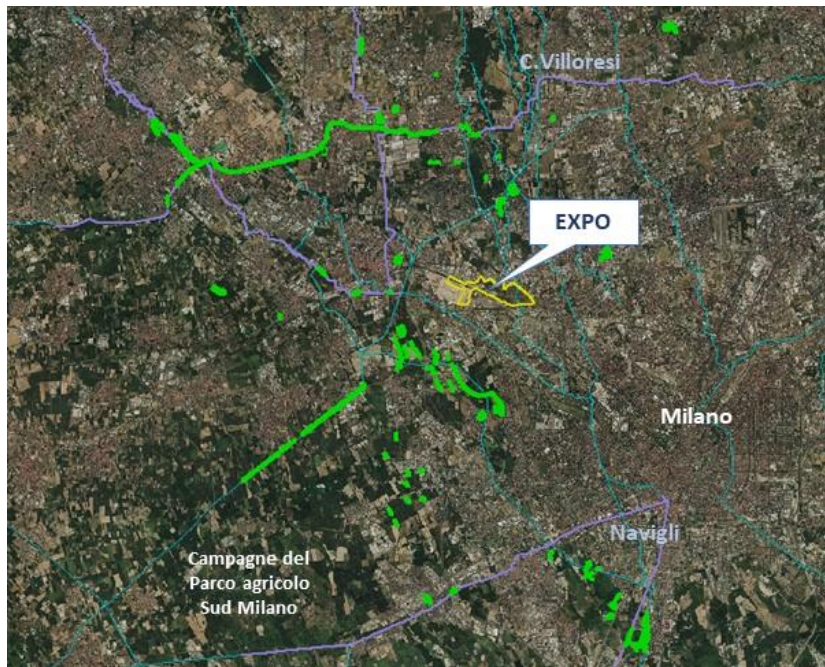 C.Villoresi
EXPO
Milano
Navigli
Campagne del
Parco agricolo
Sud Milano